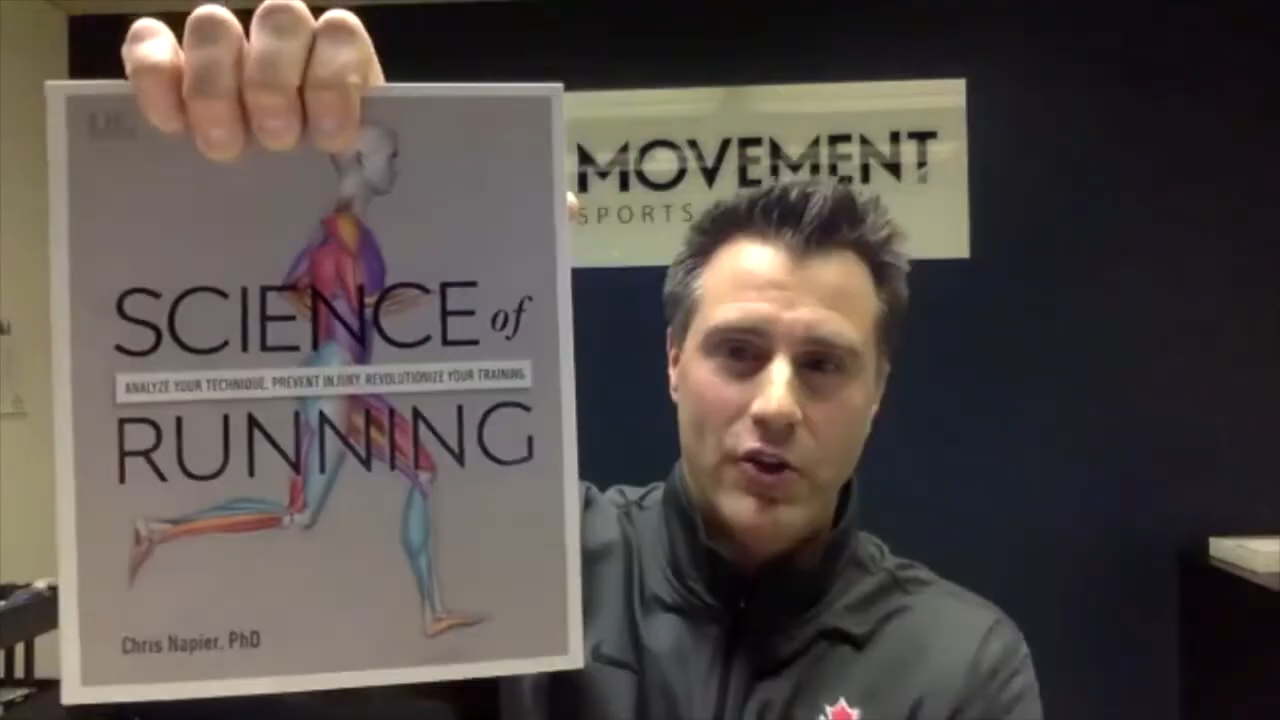 MOVEMENT
SPORTS
SCIENCE of
ANALYZE YOUR TECHNIQUE, PREVENT INJURY, REVOLUTIONIZE YOUR TRAINING
RUNNING
Chris Napier, PhD